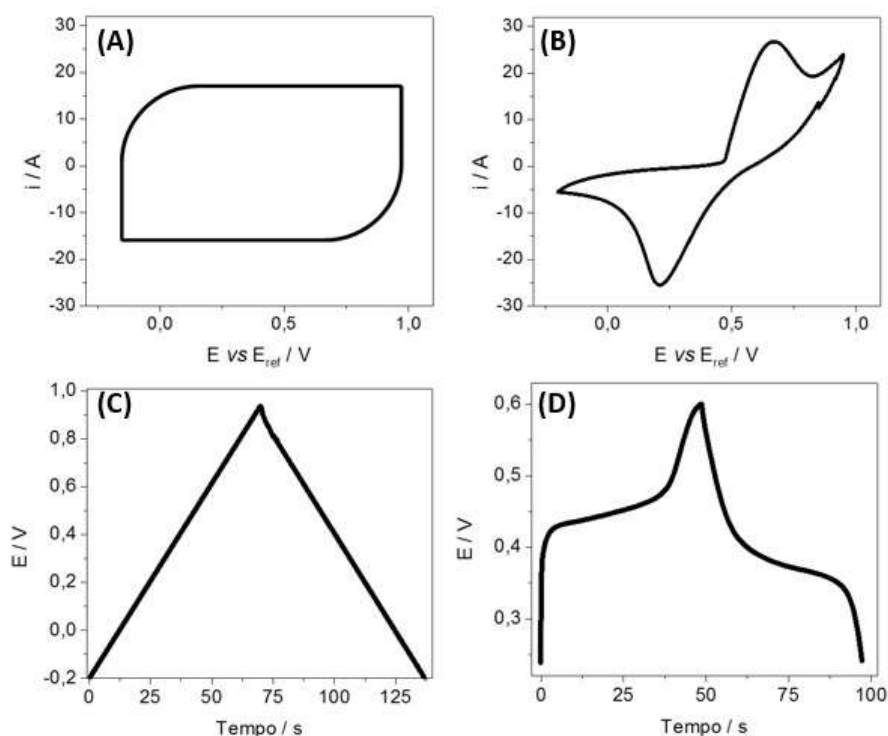 (A)
30
20
10
0
-10
-20
-30
i / A
0,0 0,5 1,0
E vs Eref / V
(B)
30
20
10
0
-10
-20
-30
i / A
0,0 0,5 1,0
E vs Eref / V
(C)
1,0
0,8
0,6
0,4
0,2
0,0
-0,2
E / V
0 25 50 75 100 125
Tempo / s
(D)
0,6
0,5
0,4
0,3
E / V
0 25 50 75 100
Tempo / s